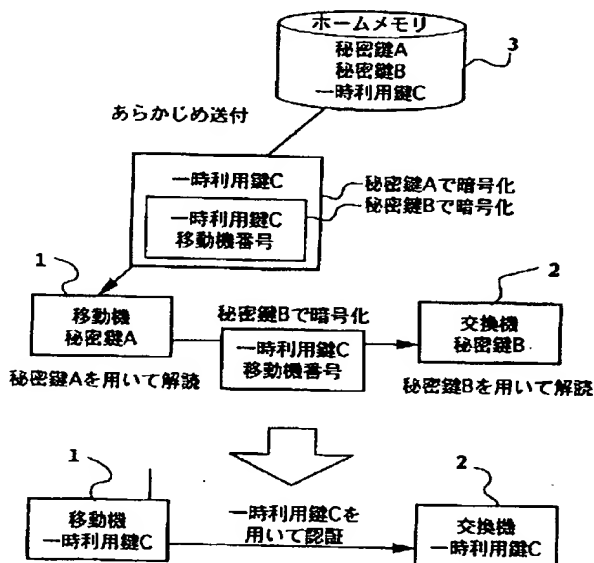 ホームメモリ
秘密鍵A
秘密鍵B
一時利用鍵C
3
あらかじめ送付
一時利用鍵C
秘密鍵Aで暗号化
一時利用鍵C
移動機番号
秘密鍵Bで暗号化
1
移動機
秘密鍵A
秘密鍵Bで暗号化
一時利用鍵C
移動機番号
2
交換機
秘密鍵B
秘密鍵Aを用いて解読
秘密鍵Bを用いて解読
1
移動機
一時利用鍵C
一時利用鍵Cを
用いて認証
2
交換機
一時利用鍵C